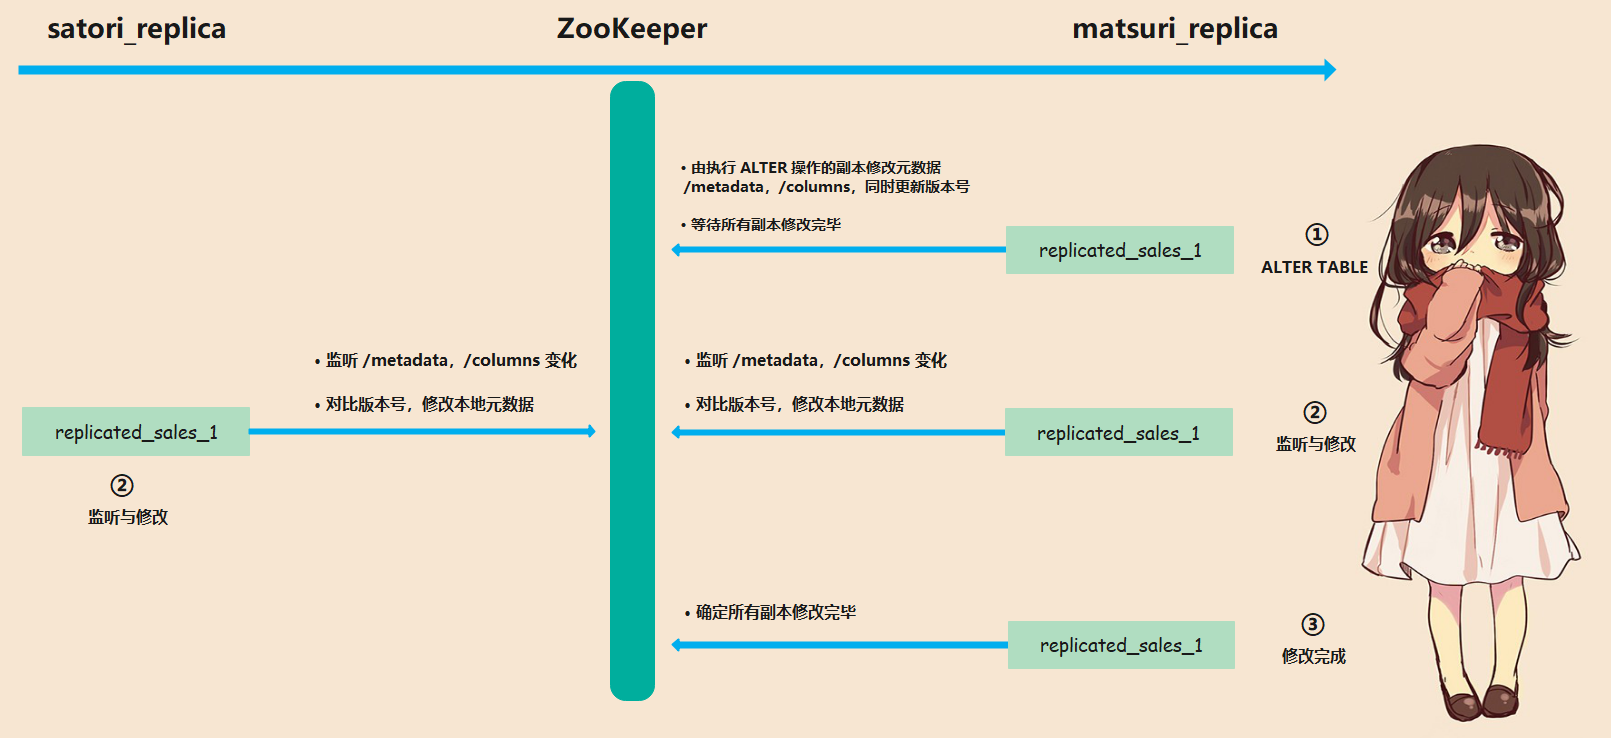 satori_replica
ZooKeeper
matsuri_replica
• 由执行 ALTER 操作的副本修改元数据
/metadata，/columns，同时更新版本号
• 等待所有副本修改完毕
replicated_sales_1
①
ALTER TABLE
• 监听 /metadata，/columns 变化
• 对比版本号，修改本地元数据
replicated_sales_1
②
监听与修改
• 监听 /metadata，/columns 变化
• 对比版本号，修改本地元数据
replicated_sales_1
②
监听与修改
• 确定所有副本修改完毕
replicated_sales_1
③
修改完成